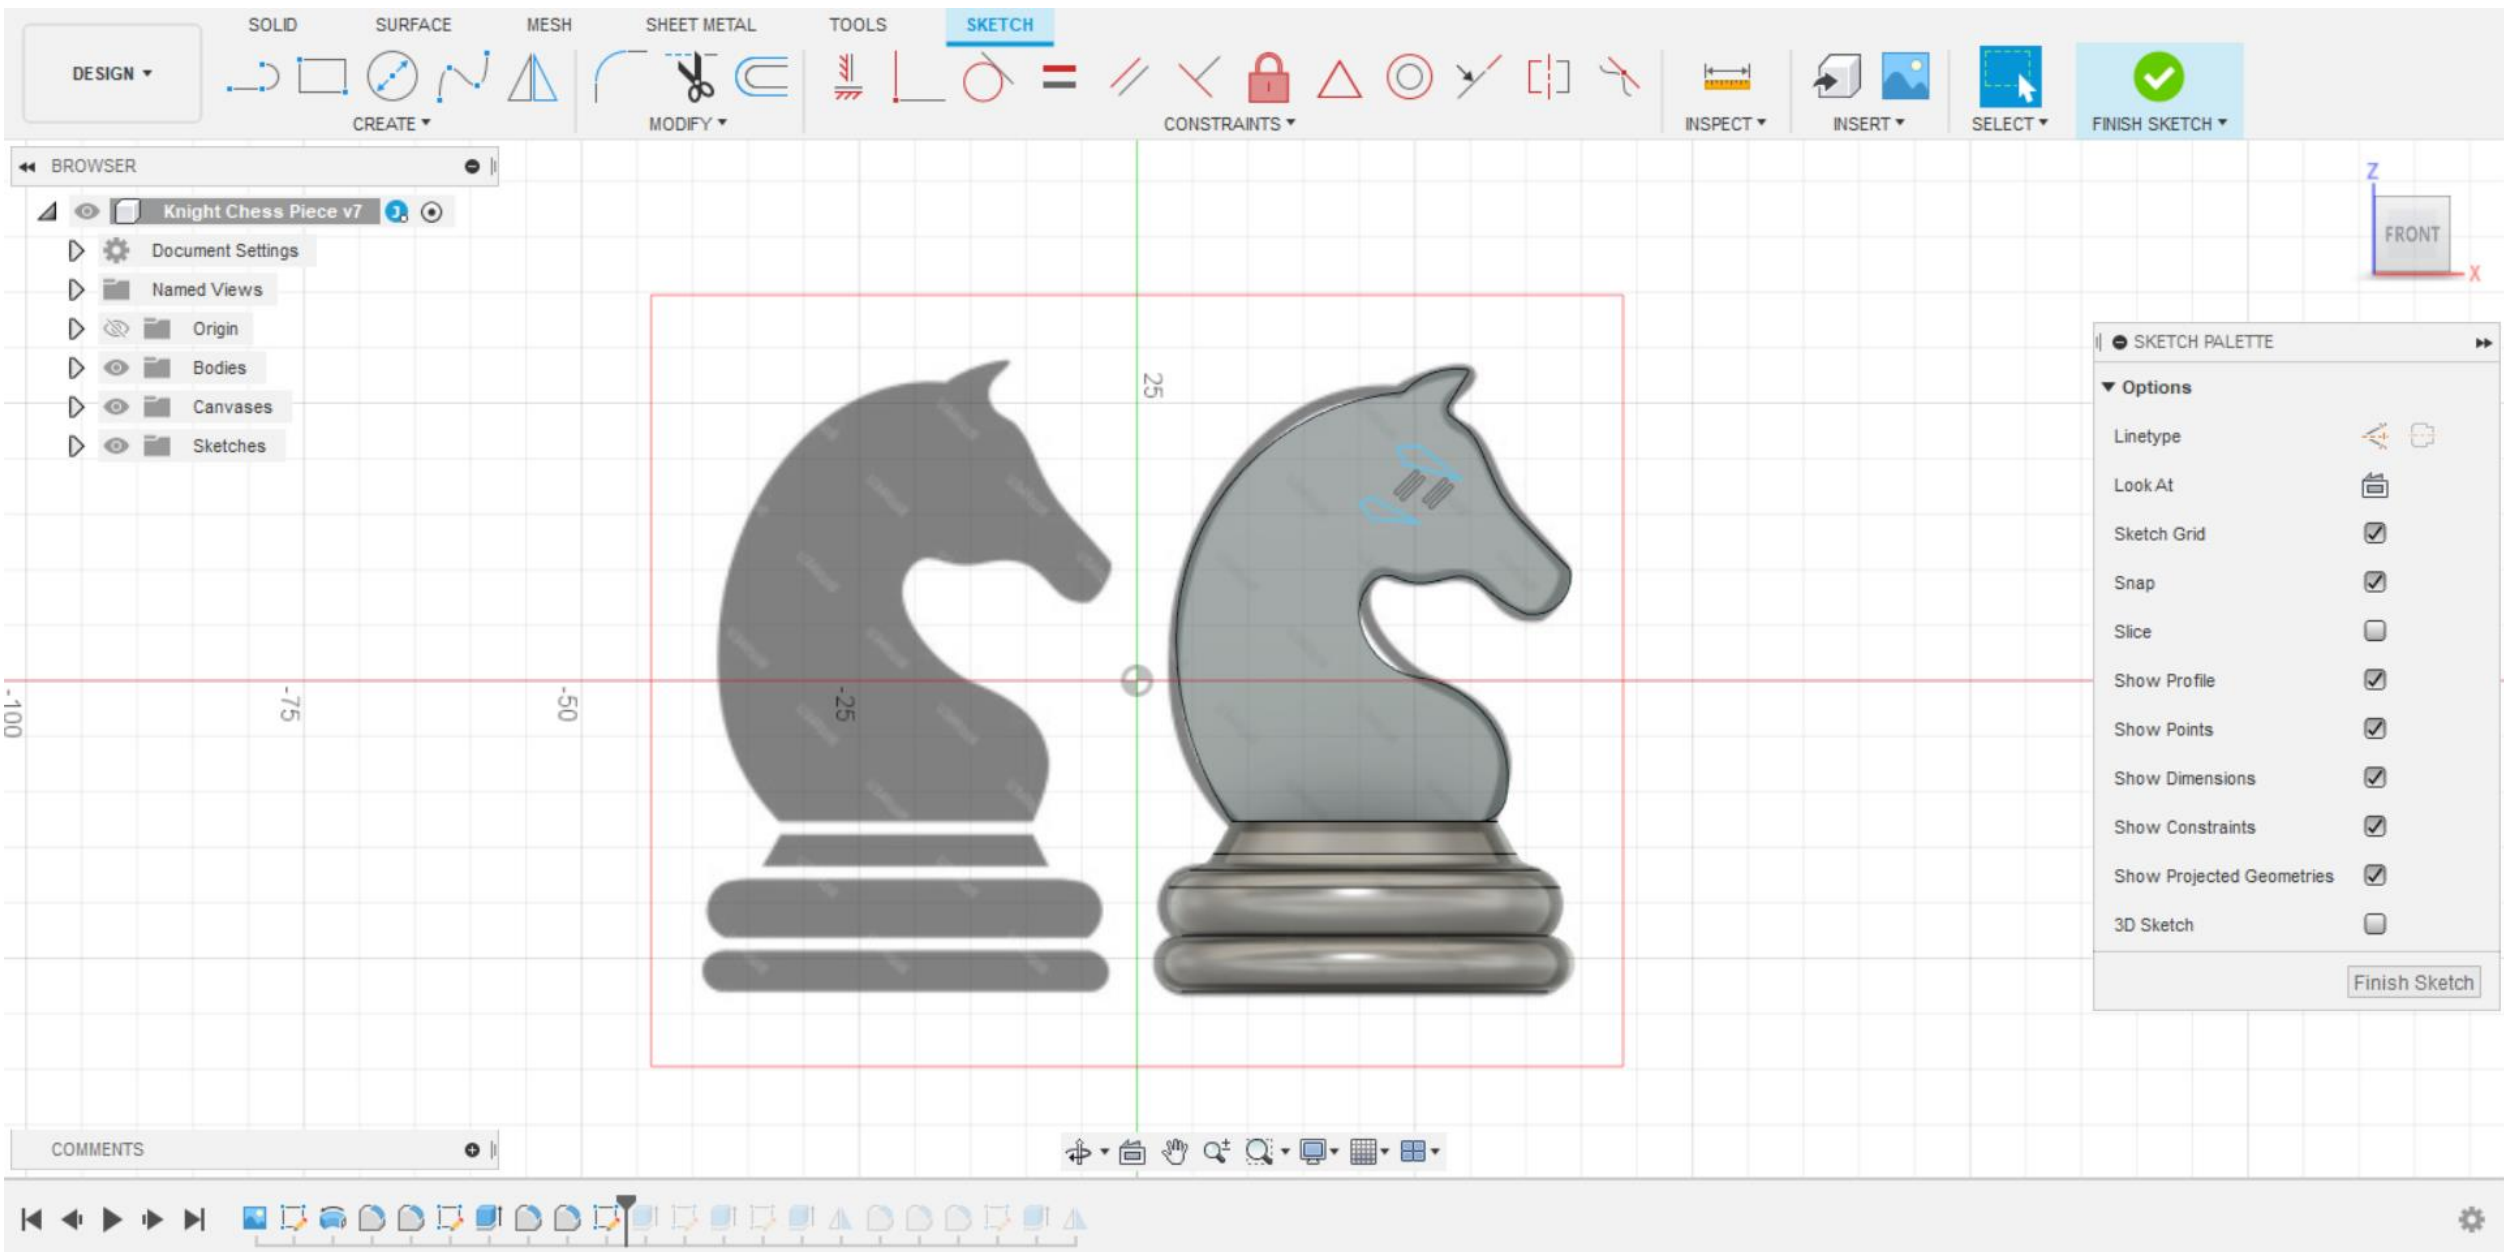 SOLID SURFACE MESH SHEET METAL TOOLS SKETCH
DESIGN
CREATE MODIFY CONSTRAINTS INSPECT INSERT SELECT FINISH SKETCH
BROWSER
Knight Chess Piece v7
Document Settings
Named Views
Origin
Bodies
Canvases
Sketches
Z
FRONT
X
25
-100
-75
-50
-25
SKETCH PALETTE
Options
Linetype
Look At
Sketch Grid
Snap
Slice
Show Profile
Show Points
Show Dimensions
Show Constraints
Show Projected Geometries
3D Sketch
Finish Sketch
COMMENTS